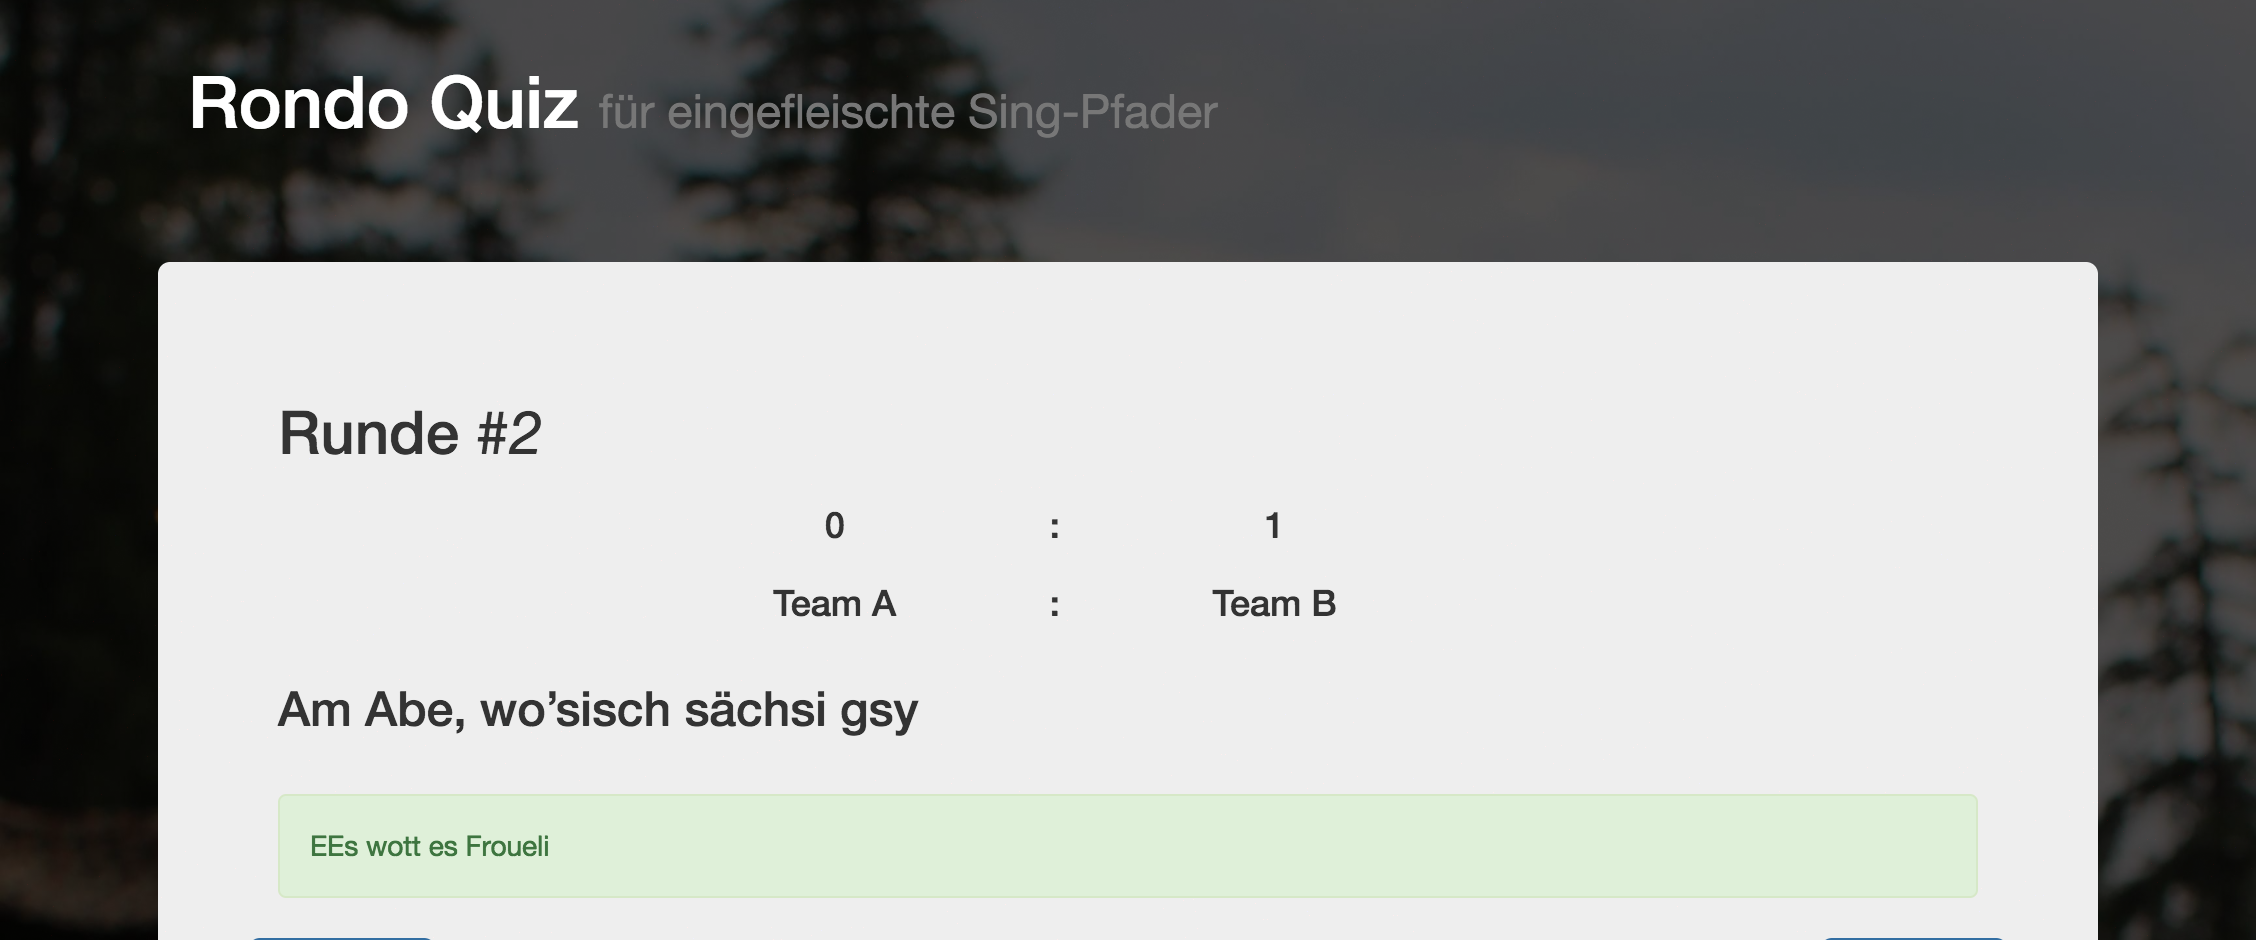 Rondo Quiz für eingefleischte Sing-Pfader
Runde #2
0 : 1
Team A : Team B
Am Abe, wo’sisch sächsi gsy
EEs wott es Froueli